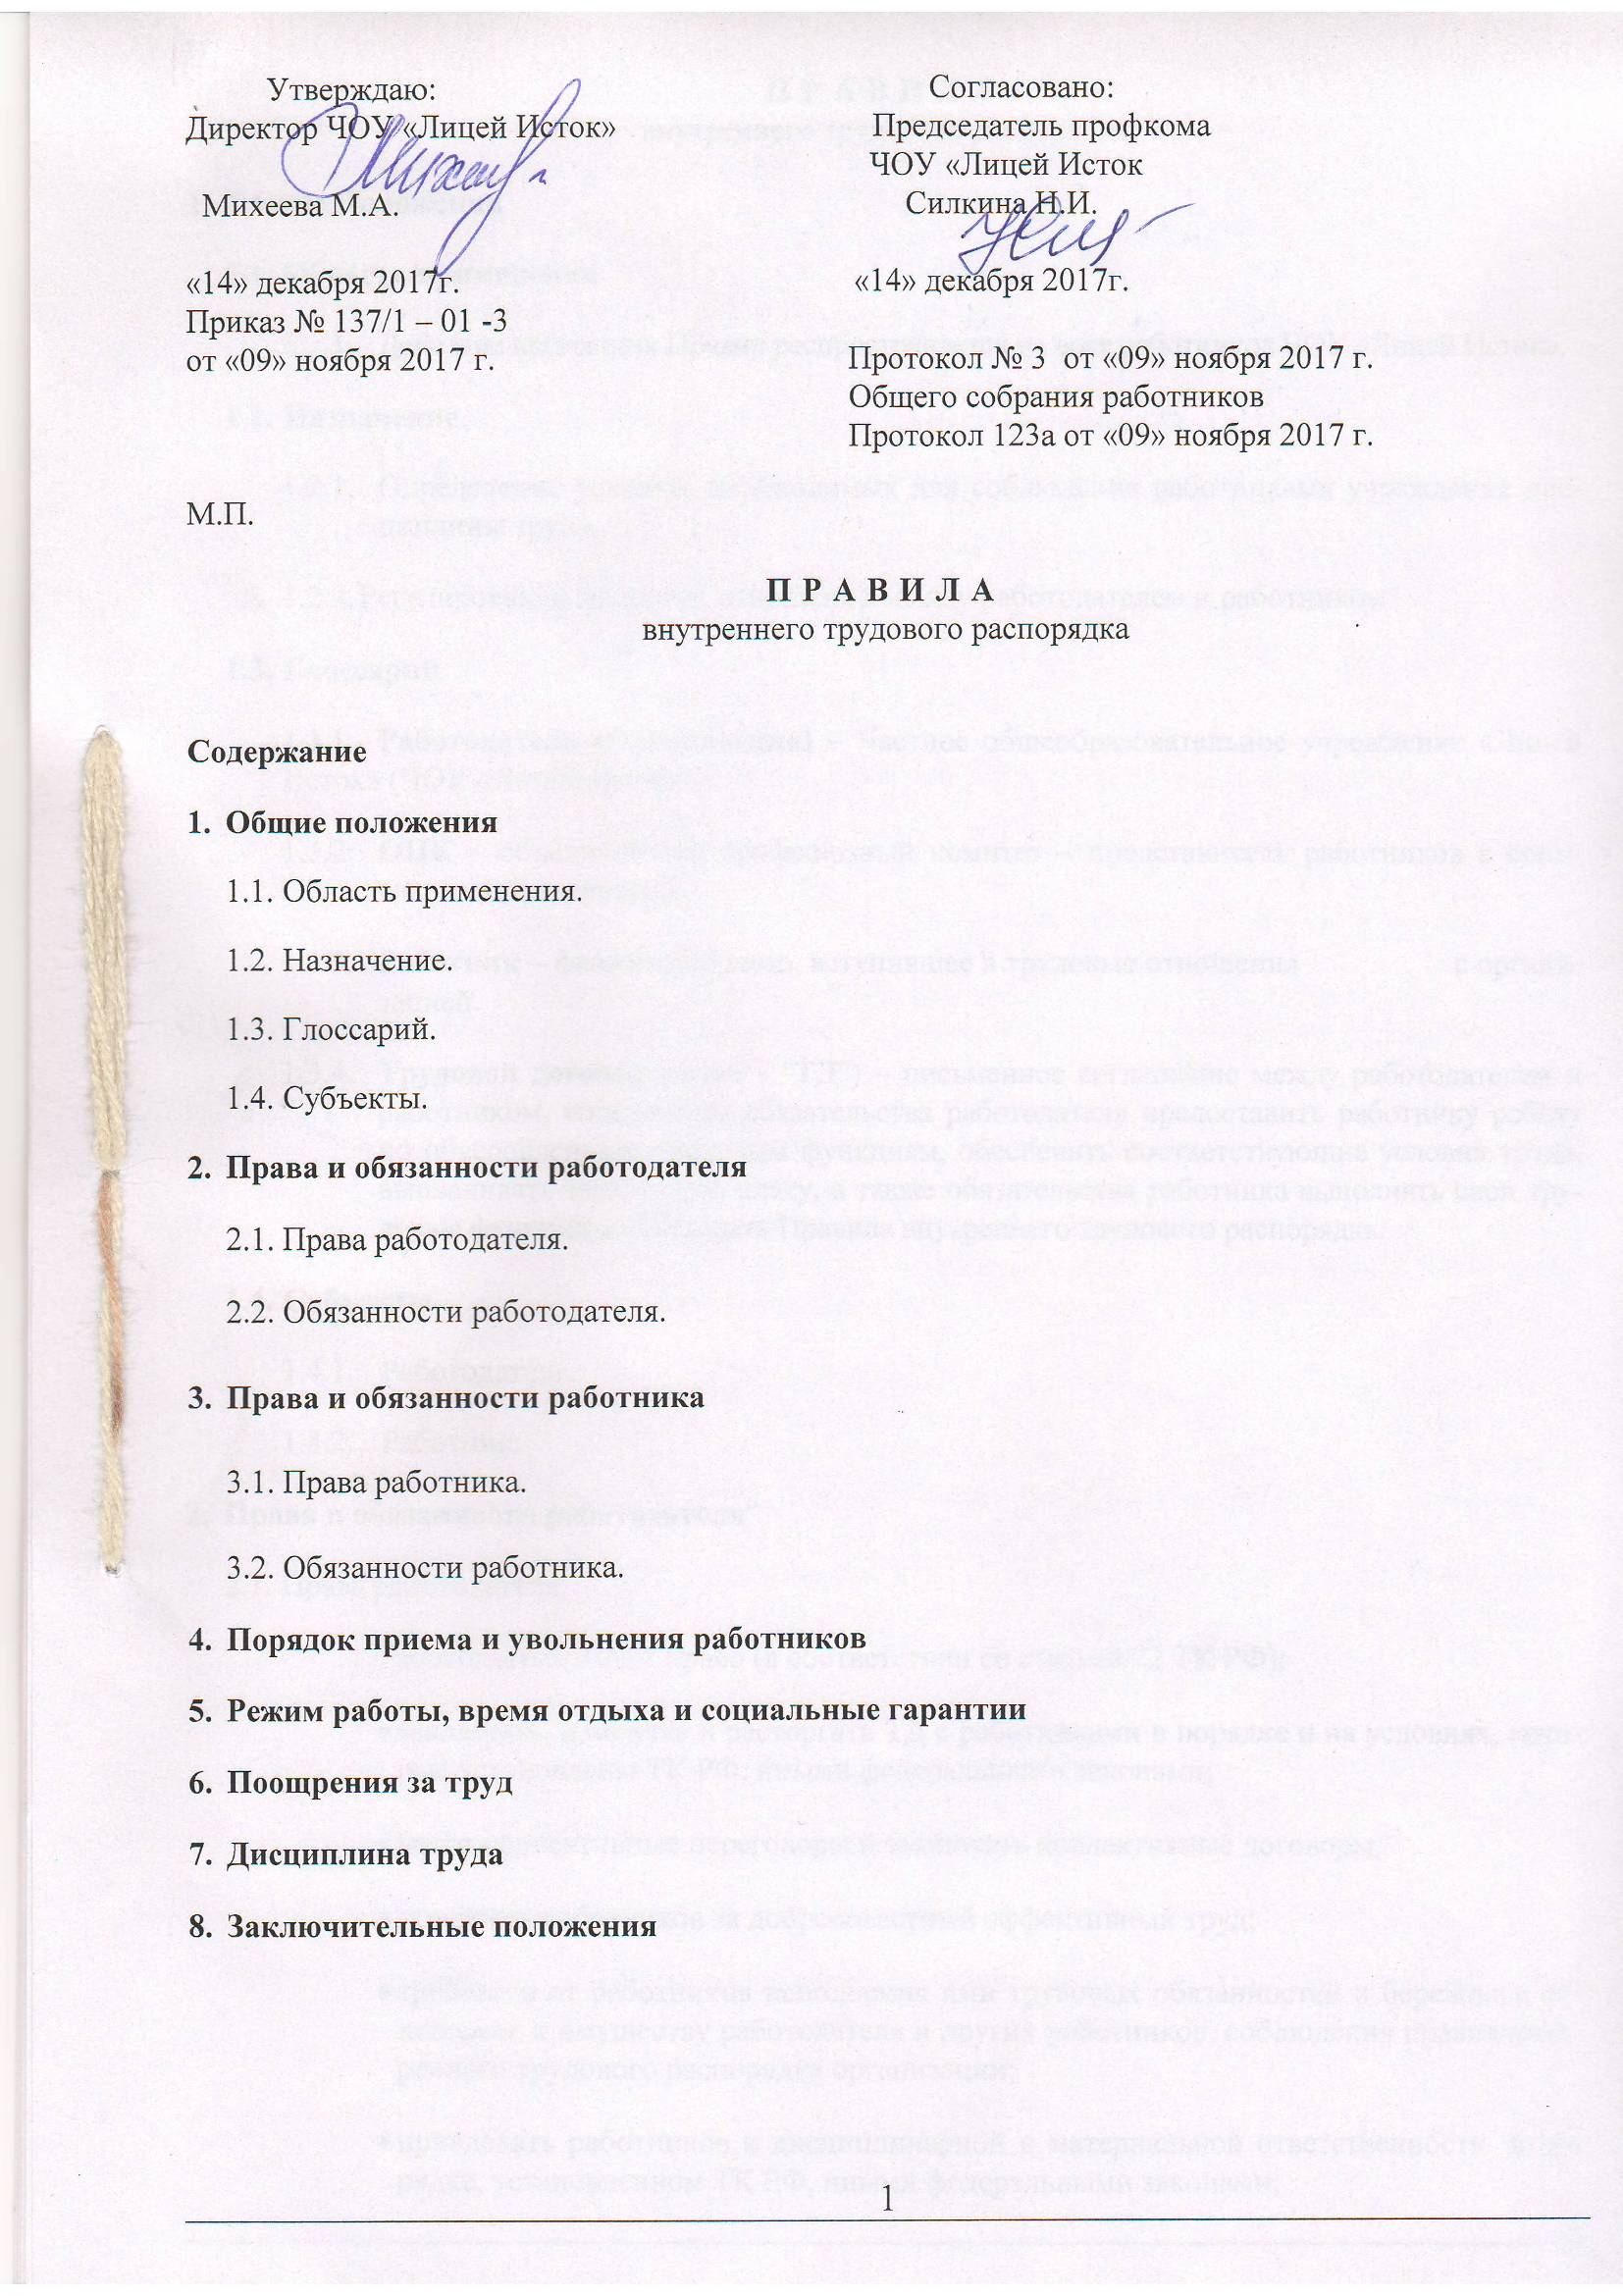 Утверждаю:
Директор ЧОУ «Лицей Исток»
Михеева М.А.
«14» декабря 2017г.
Приказ № 137/1 – 01 -3
от «09» ноября 2017 г.
М.П.
Согласовано:
Председатель профкома
ЧОУ «Лицей Исток
Силкина Н.И.
«14» декабря 2017г.
Протокол № 3 от «09» ноября 2017 г.
Общего собрания работников
Протокол 123а от «09» ноября 2017 г.
П Р А В И Л А
внутреннего трудового распорядка
Содержание
1. Общие положения
1.1. Область применения.
1.2. Назначение.
1.3. Глоссарий.
1.4. Субъекты.
2. Права и обязанности работодателя
2.1. Права работодателя.
2.2. Обязанности работодателя.
3. Права и обязанности работника
3.1. Права работника.
3.2. Обязанности работника.
4. Порядок приема и увольнения работников
5. Режим работы, время отдыха и социальные гарантии
6. Поощрения за труд
7. Дисциплина труда
8. Заключительные положения
1